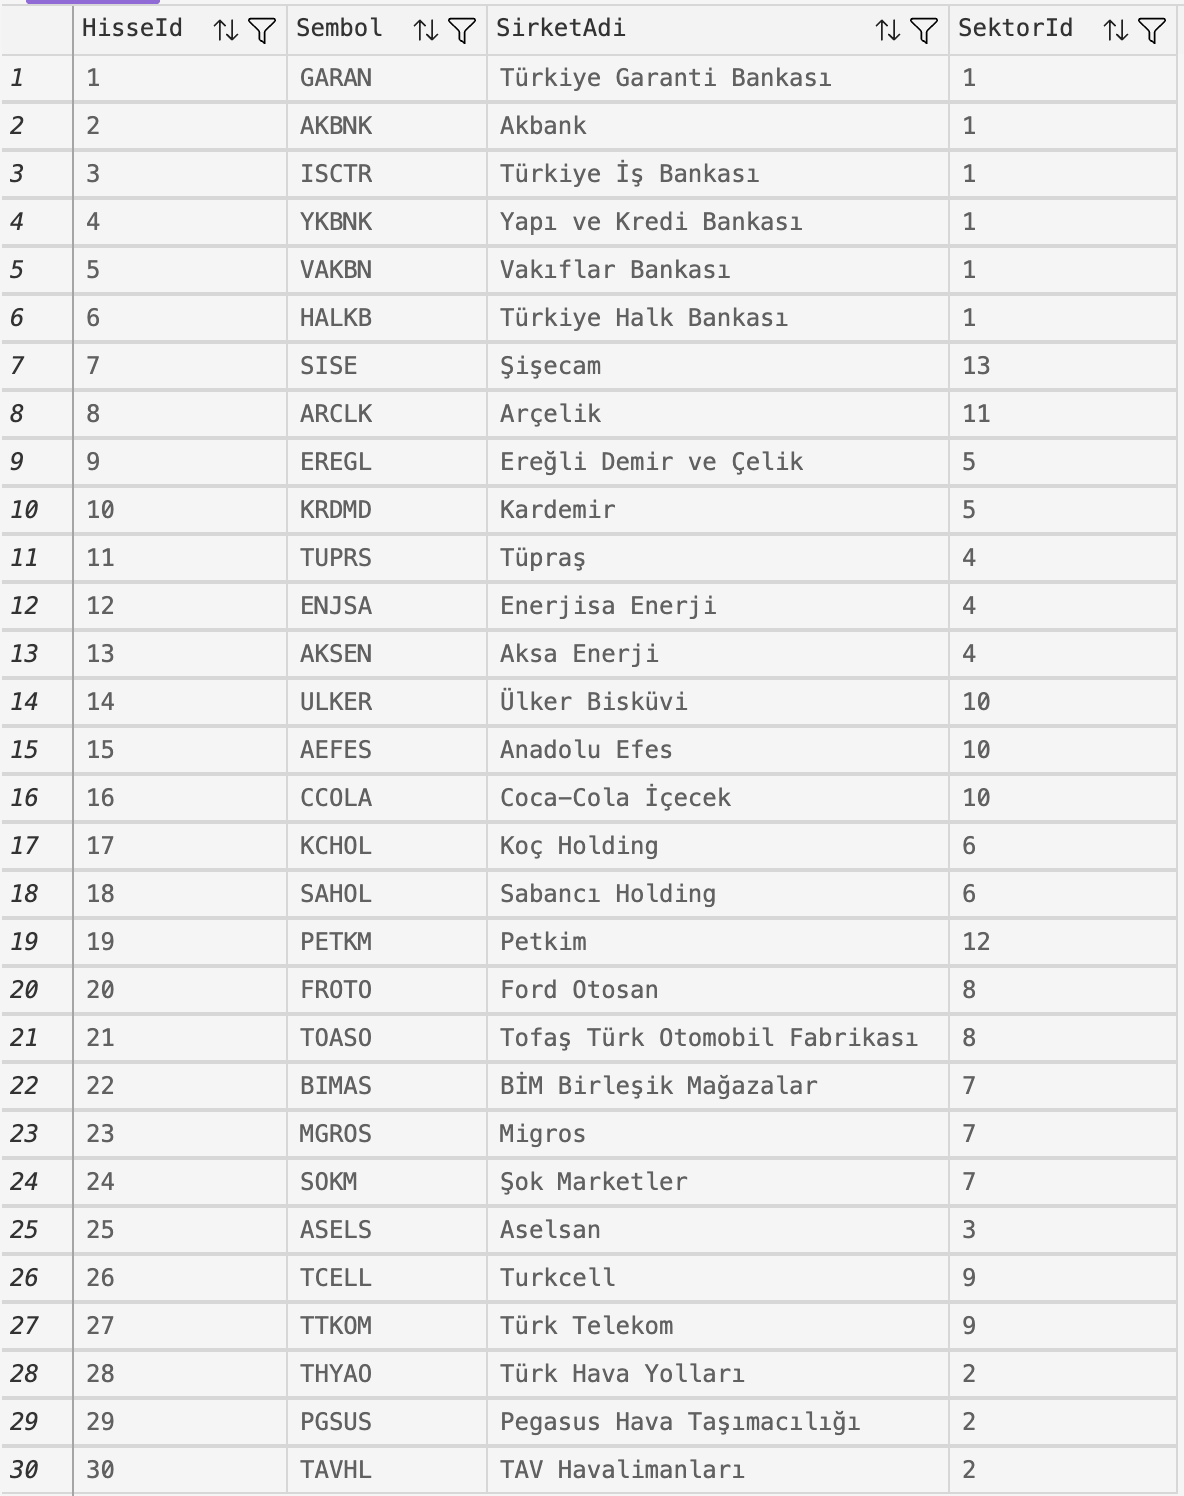 HisseId Sembol SirketAdi SektorId
1 1 GARAN Türkiye Garanti Bankası 1
2 2 AKBNK Akbank 1
3 3 ISCTR Türkiye İş Bankası 1
4 4 YKBNK Yapı ve Kredi Bankası 1
5 5 VAKBN Vakıflar Bankası 1
6 6 HALKB Türkiye Halk Bankası 1
7 7 SISE Şişecam 13
8 8 ARCLK Arçelik 11
9 9 EREGL Ereğli Demir ve Çelik 5
10 10 KRDMD Kardemir 5
11 11 TUPRS Tüpraş 4
12 12 ENJSA Enerjisa Enerji 4
13 13 AKSEN Aksa Enerji 4
14 14 ULKER Ülker Bisküvi 10
15 15 AEFES Anadolu Efes 10
16 16 CCOLA Coca-Cola İçecek 10
17 17 KCHOL Koç Holding 6
18 18 SAHOL Sabancı Holding 6
19 19 PETKM Petkim 12
20 20 FROTO Ford Otosan 8
21 21 TOASO Tofaş Türk Otomobil Fabrikası 8
22 22 BIMAS BİM Birleşik Mağazalar 7
23 23 MGROS Migros 7
24 24 SOKM Şok Marketler 7
25 25 ASELS Aselsan 3
26 26 TCELL Turkcell 9
27 27 TTKOM Türk Telekom 9
28 28 THYAO Türk Hava Yolları 2
29 29 PGSUS Pegasus Hava Taşımacılığı 2
30 30 TAVHL TAV Havalimanları 2